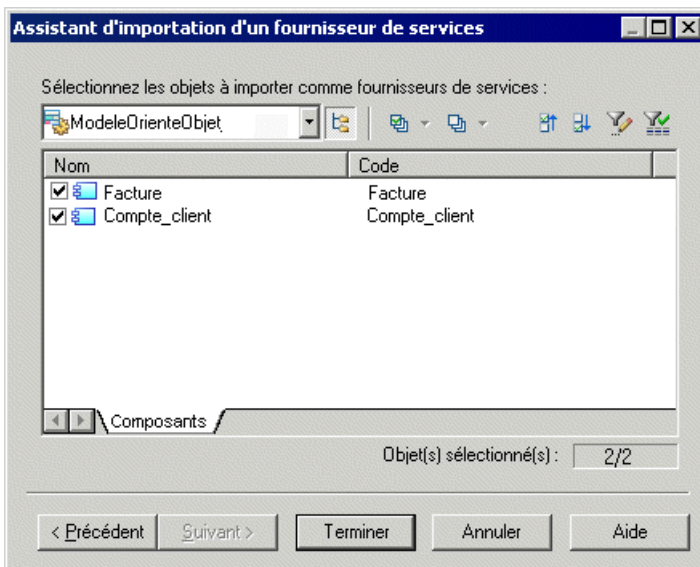 Assistant d'importation d'un fournisseur de services
Sélectionnez les objets à importer comme fournisseurs de services :
ModeleOrienteObjet
Nom Code
Facture Facture
Compte_client Compte_client
Composants
Objet(s) sélectionné(s) : 2/2
< Précédent Suivant > Terminer Annuler Aide